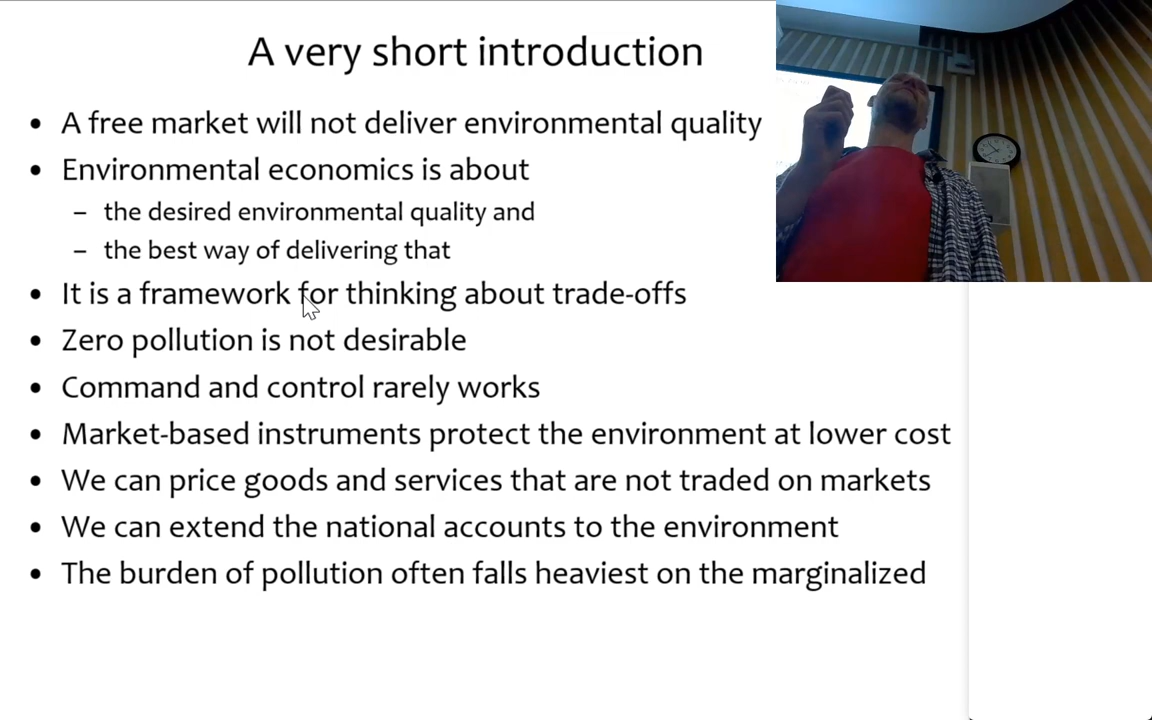 A very short introduction
• A free market will not deliver environmental quality
• Environmental economics is about
– the desired environmental quality and
– the best way of delivering that
• It is a framework for thinking about trade-offs
• Zero pollution is not desirable
• Command and control rarely works
• Market-based instruments protect the environment at lower cost
• We can price goods and services that are not traded on markets
• We can extend the national accounts to the environment
• The burden of pollution often falls heaviest on the marginalized